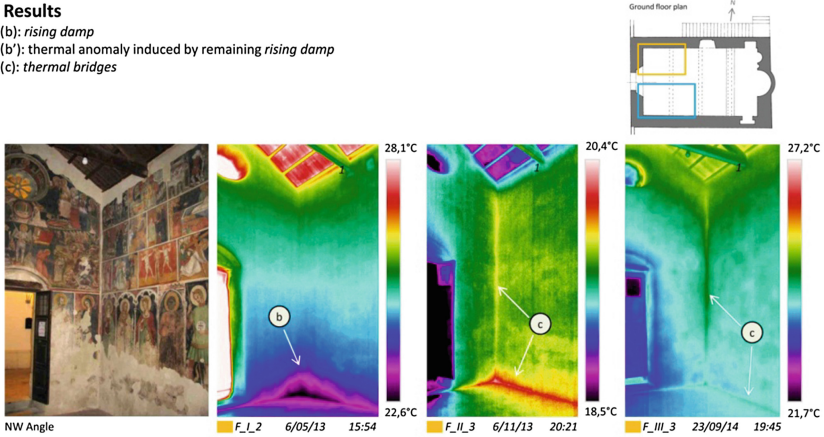 Results
(b): rising damp
(b’): thermal anomaly induced by remaining rising damp
(c): thermal bridges
Ground floor plan
N
28,1°C
20,4°C
27,2°C
1
1
1
b
c
c
22,6°C
18,5°C
21,7°C
NW Angle
F_I_2 6/05/13 15:54
F_II_3 6/11/13 20:21
F_III_3 23/09/14 19:45